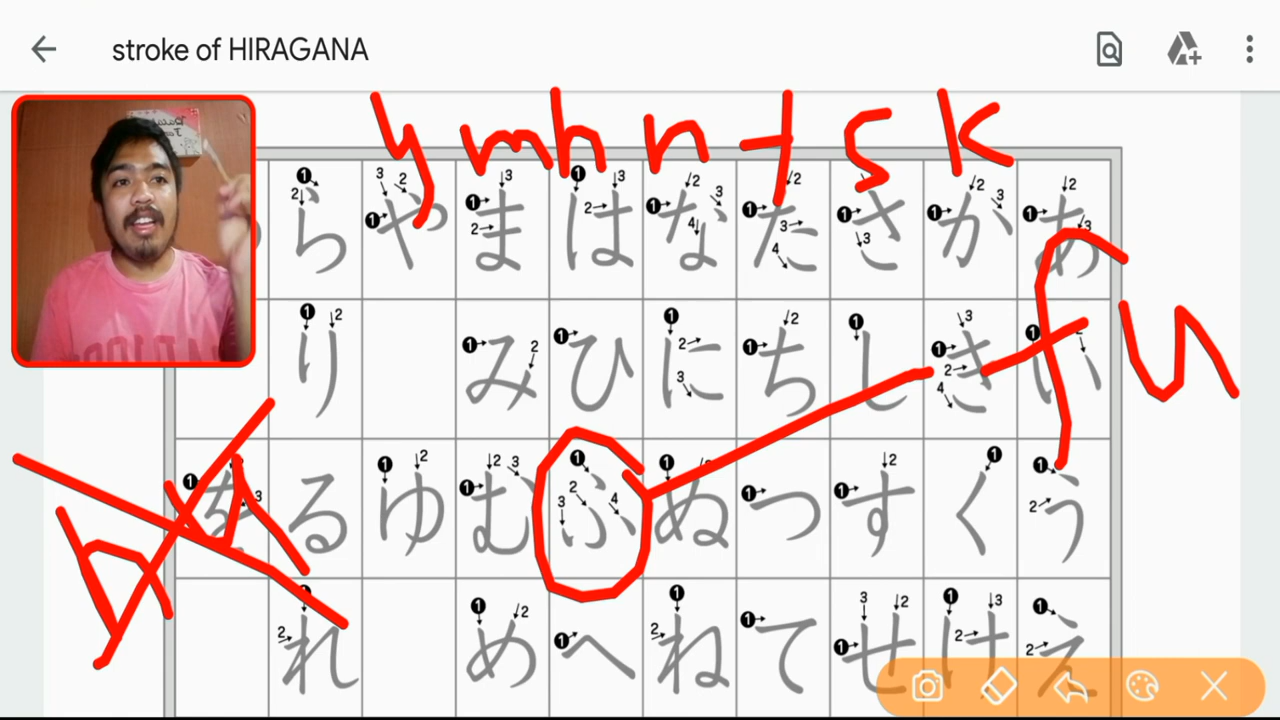 stroke of HIRAGANA
y m h n t s k
ら や ま は な た さ か あ
り み ひ に ち し き い
fu
を る ゆ む ふ ぬ つ す く う
hu
れ め へ ね て せ け え